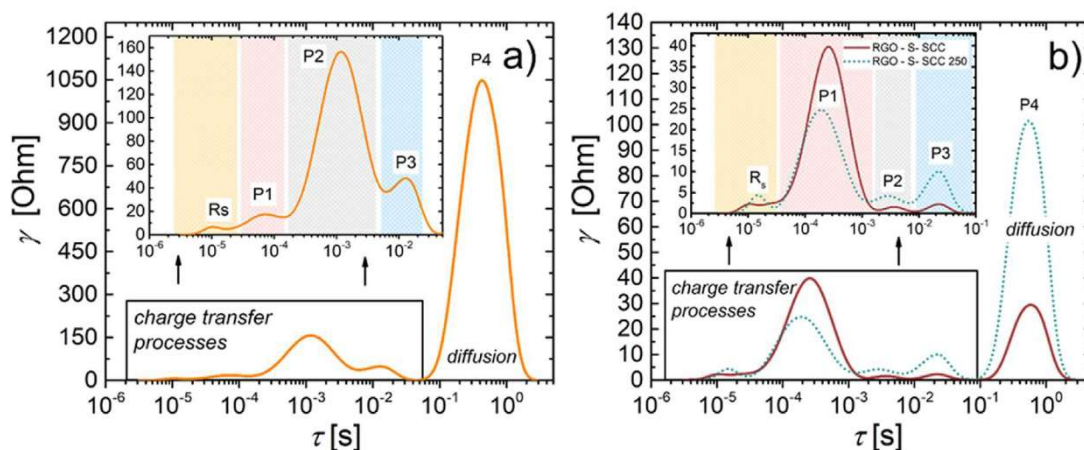 a)
P4
1200
1050
900
750
600
450
300
150
0
γ [Ohm]
160
140
120
100
80
60
40
20
0
P2
Rs
P1
P3
10-6
10-5
10-4
10-3
10-2
charge transfer
processes
diffusion
10-6
10-5
10-4
10-3
10-2
10-1
100
τ [s]
b)
P4
140
130
120
110
100
90
80
70
60
50
40
30
20
10
0
γ [Ohm]
40
35
30
25
20
15
10
5
0
RGO - S- SCC
RGO - S- SCC 250
P1
Rs
P2
P3
10-6
10-5
10-4
10-3
10-2
10-1
diffusion
charge transfer
processes
10-6
10-5
10-4
10-3
10-2
10-1
100
τ [s]